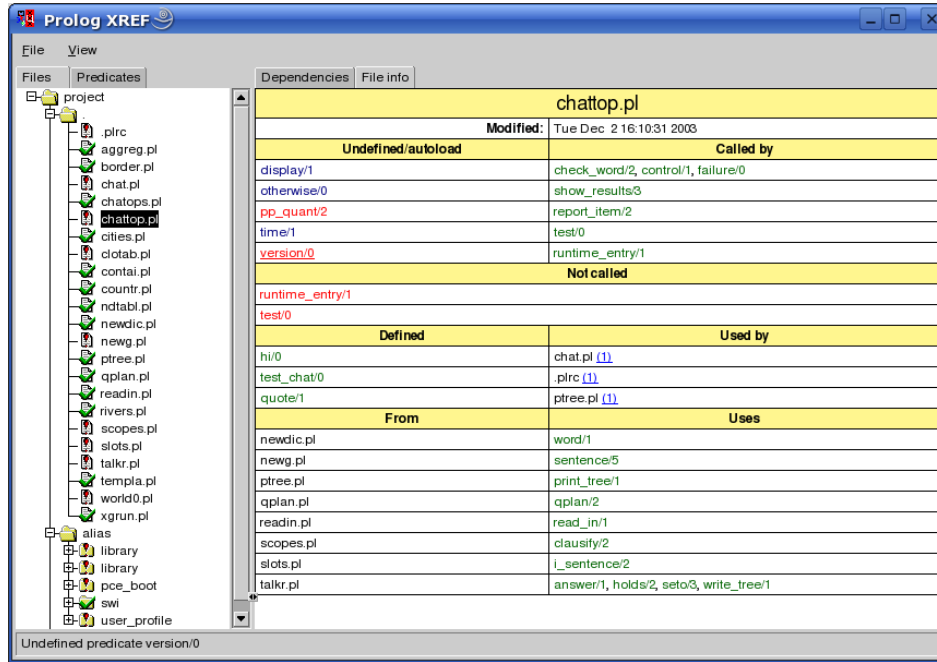 Prolog XREF
File View
Files Predicates
Dependencies File info
project
.
.plrc
aggreg.pl
border.pl
chat.pl
chatops.pl
chattop.pl
cities.pl
clotab.pl
contai.pl
countr.pl
ndtabl.pl
newdic.pl
newg.pl
ptree.pl
qplan.pl
readin.pl
rivers.pl
scopes.pl
slots.pl
talkr.pl
templa.pl
world0.pl
xgrun.pl
alias
library
library
pce_boot
swi
user_profile
chattop.pl
Modified: Tue Dec 2 16:10:31 2003
Undefined/autoload Called by
display/1 check_word/2, control/1, failure/0
otherwise/0 show_results/3
pp_quant/2 report_item/2
time/1 test/0
version/0 runtime_entry/1
Not called
runtime_entry/1
test/0
Defined Used by
hi/0 chat.pl (1)
test_chat/0 .plrc (1)
quote/1 ptree.pl (1)
From Uses
newdic.pl word/1
newg.pl sentence/5
ptree.pl print_tree/1
qplan.pl qplan/2
readin.pl read_in/1
scopes.pl clausify/2
slots.pl i_sentence/2
talkr.pl answer/1, holds/2, seto/3, write_tree/1
Undefined predicate version/0